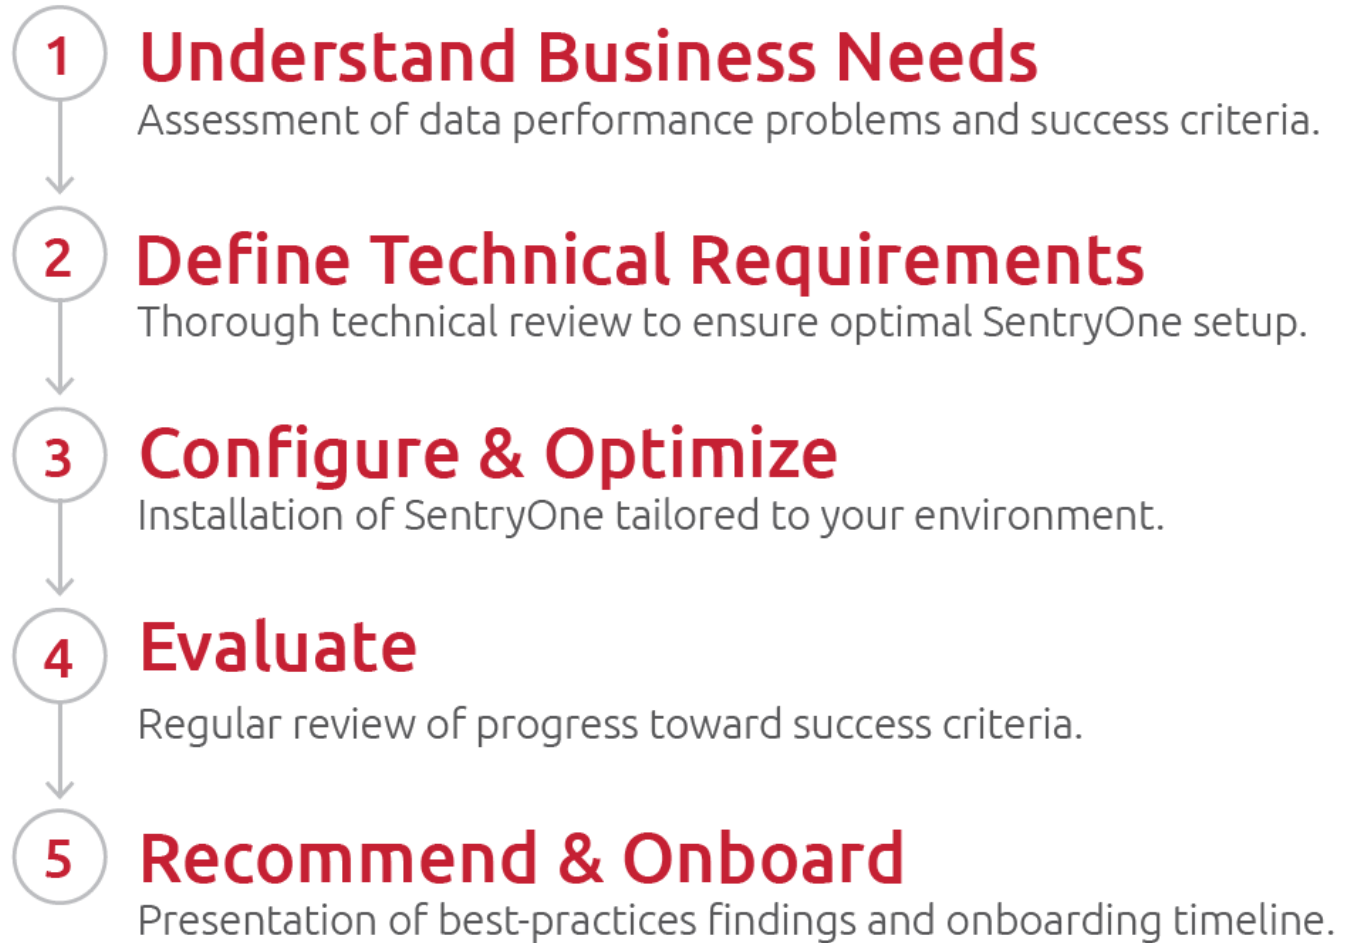 1
Understand Business Needs
Assessment of data performance problems and success criteria.
2
Define Technical Requirements
Thorough technical review to ensure optimal SentryOne setup.
3
Configure & Optimize
Installation of SentryOne tailored to your environment.
4
Evaluate
Regular review of progress toward success criteria.
5
Recommend & Onboard
Presentation of best-practices findings and onboarding timeline.